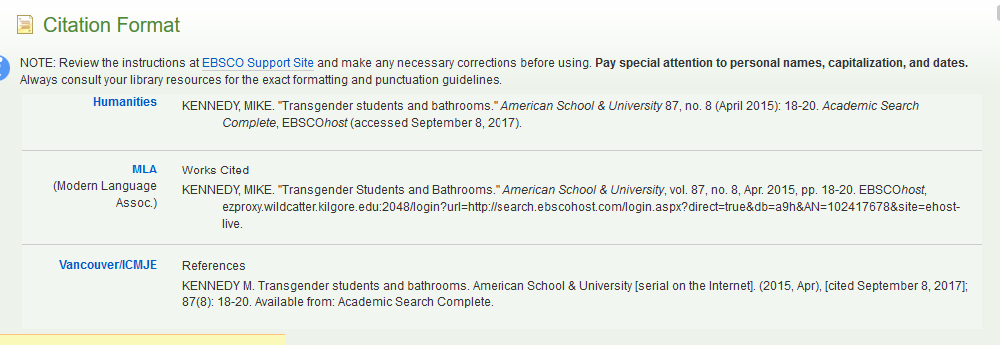 Citation Format
NOTE: Review the instructions at EBSCO Support Site and make any necessary corrections before using. Pay special attention to personal names, capitalization, and dates.
Always consult your library resources for the exact formatting and punctuation guidelines.
Humanities
KENNEDY, MIKE. "Transgender students and bathrooms." American School & University 87, no. 8 (April 2015): 18-20. Academic Search
Complete, EBSCOhost (accessed September 8, 2017).
MLA
(Modern Language
Assoc.)
Works Cited
KENNEDY, MIKE. "Transgender Students and Bathrooms." American School & University, vol. 87, no. 8, Apr. 2015, pp. 18-20. EBSCOhost,
ezproxy.wildcatter.kilgore.edu:2048/login?url=http://search.ebscohost.com/login.aspx?direct=true&db=a9h&AN=102417678&site=ehost-
live.
Vancouver/ICMJE
References
KENNEDY M. Transgender students and bathrooms. American School & University [serial on the Internet]. (2015, Apr), [cited September 8, 2017];
87(8): 18-20. Available from: Academic Search Complete.